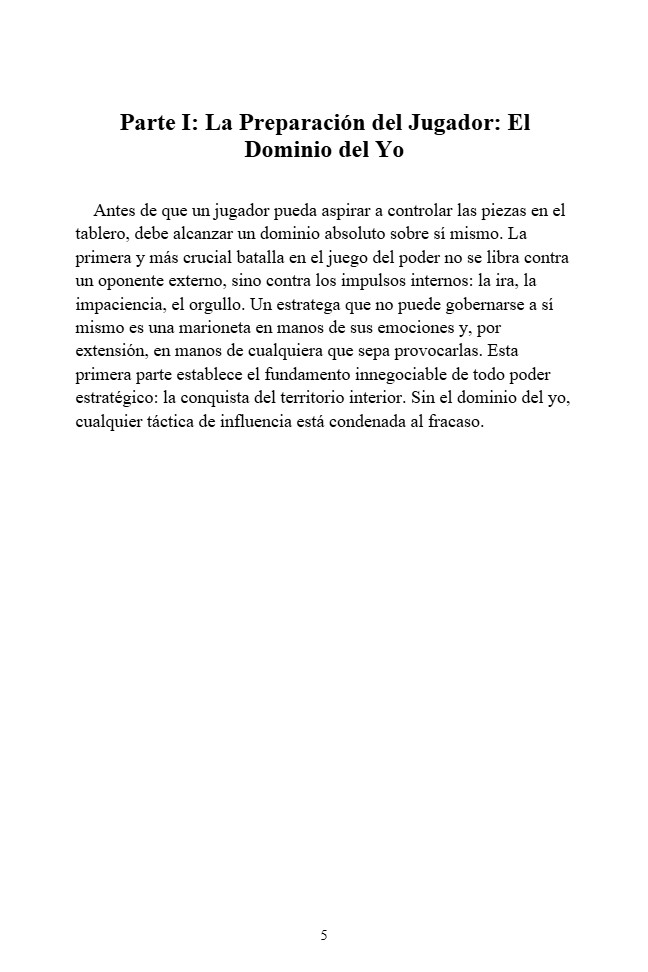 Parte I: La Preparación del Jugador: El
Dominio del Yo
Antes de que un jugador pueda aspirar a controlar las piezas en el
tablero, debe alcanzar un dominio absoluto sobre sí mismo. La
primera y más crucial batalla en el juego del poder no se libra contra
un oponente externo, sino contra los impulsos internos: la ira, la
impaciencia, el orgullo. Un estratega que no puede gobernarse a sí
mismo es una marioneta en manos de sus emociones y, por
extensión, en manos de cualquiera que sepa provocarlas. Esta
primera parte establece el fundamento innegociable de todo poder
estratégico: la conquista del territorio interior. Sin el dominio del yo,
cualquier táctica de influencia está condenada al fracaso.
5